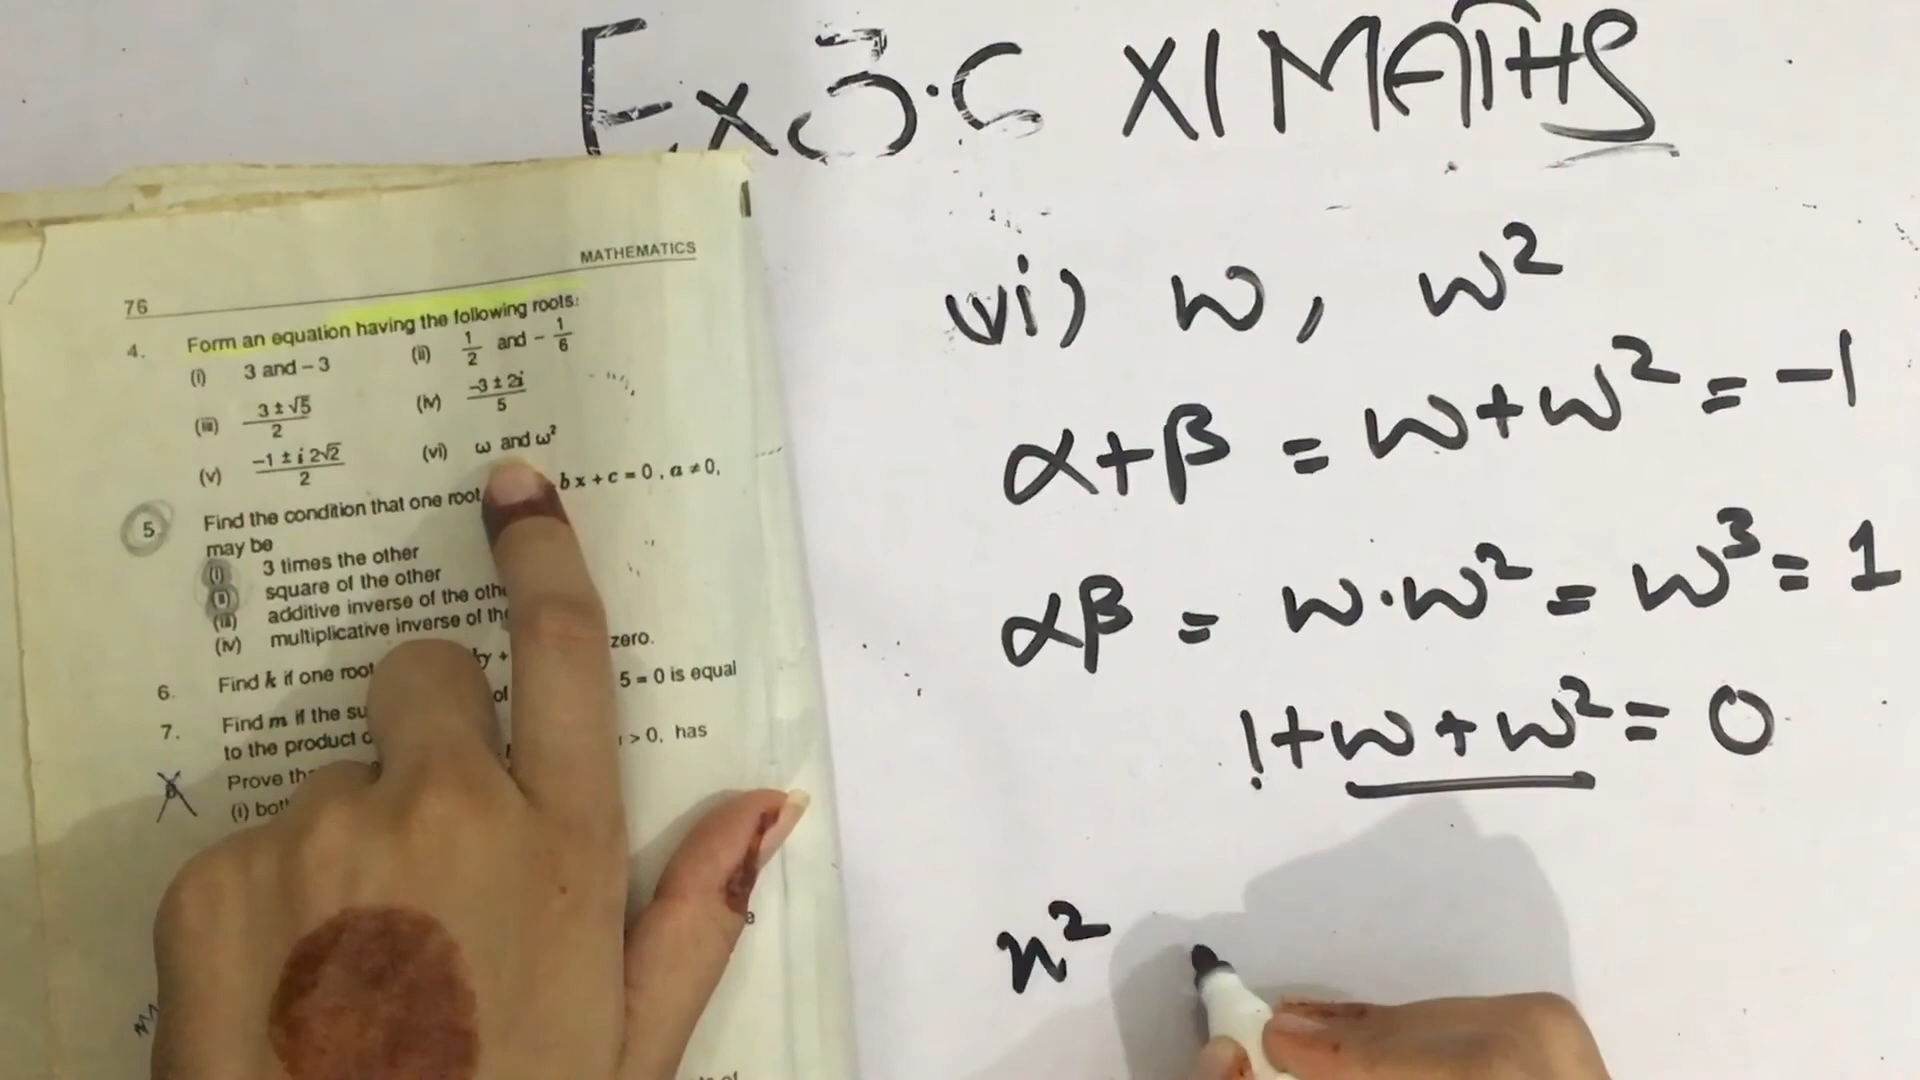 Ex 3.C XI MATHS
76 MATHEMATICS
4. Form an equation having the following roots:
(i) 3 and – 3 (ii) 1/2 and – 1/6
(iii) 3 ± √5 / 2 (iv) -3 ± 2i / 5
(v) -1 ± i 2√2 / 2 (vi) ω and ω²
5. Find the condition that one root bx + c = 0 , a ≠ 0,
may be
(i) 3 times the other
(ii) square of the other
(iii) additive inverse of the
(iv) multiplicative inverse of the
6. Find k if one root zero.
7. Find m if the 5 = 0 is equal
to the product
Prove > 0, has
(i)
vi) w, w²
α+β = w+w² = -1
αβ = w·w² = w³ = 1
1+w+w² = 0
x²